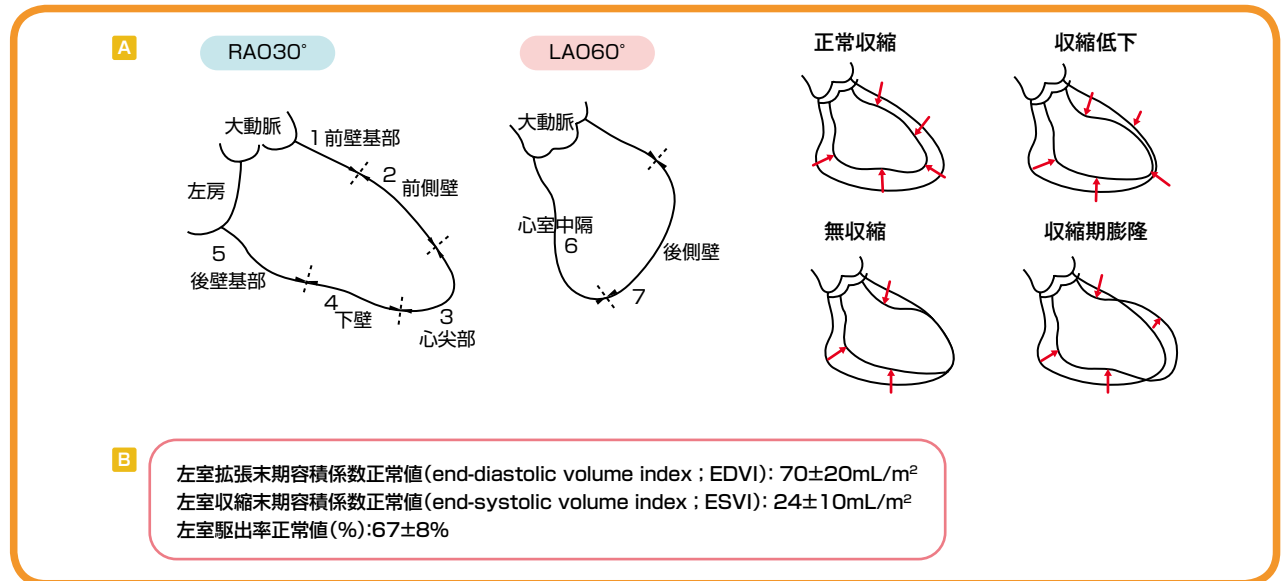 A
RAO30°
LAO60°
正常収縮
収縮低下
大動脈
1 前壁基部
2
前側壁
左房
5
後壁基部
4
下壁
3
心尖部
大動脈
心室中隔
6
後側壁
7
無収縮
収縮期膨隆
B
左室拡張末期容積係数正常値(end-diastolic volume index ; EDVI): 70±20mL/m²
左室収縮末期容積係数正常値(end-systolic volume index ; ESVI): 24±10mL/m²
左室駆出率正常値(%):67±8%